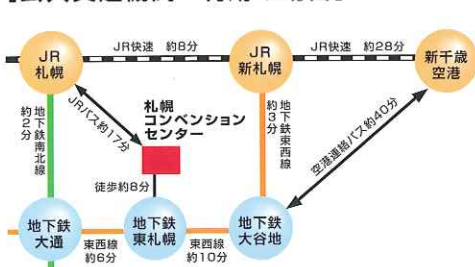 JR快速 約8分
JR快速 約28分
JR
札幌
JR
新札幌
新千歳
空港
地下鉄南北線
約2分
JRバス約17分
札幌
コンベンション
センター
地下鉄東西線
約3分
空港連絡バス約40分
徒歩約8分
地下鉄
大通
東西線
約6分
地下鉄
東札幌
東西線
約10分
地下鉄
大谷地